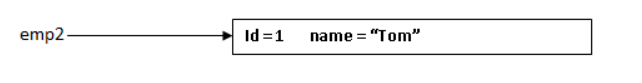 emp2 Id = 1 name = “Tom”